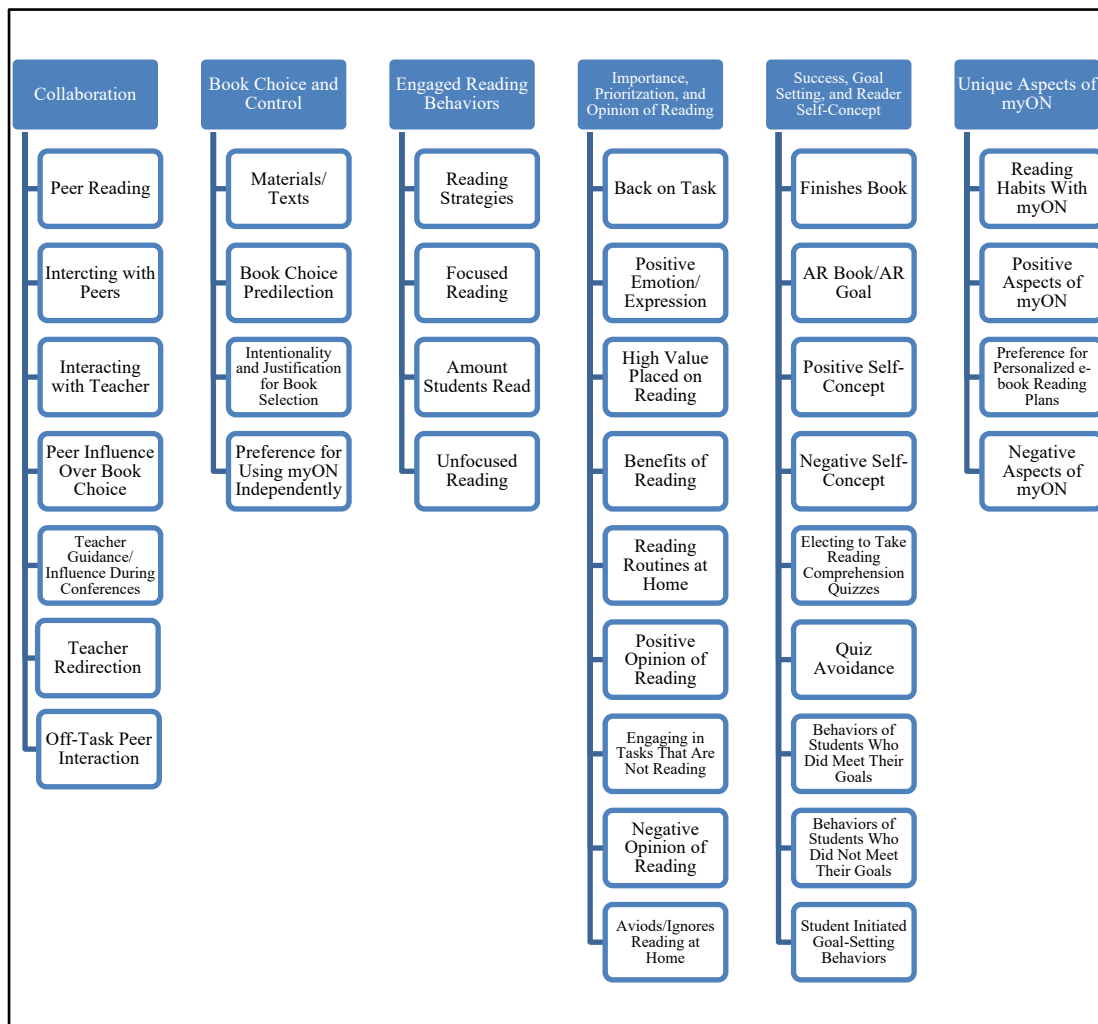 Collaboration
Peer Reading
Intercting with
Peers
Interacting
with Teacher
Peer Influence
Over Book
Choice
Teacher
Guidance/
Influence During
Conferences
Teacher
Redirection
Off-Task Peer
Interaction
Book Choice and
Control
Materials/
Texts
Book Choice
Predilection
Intentionality
and Justification
for Book
Selection
Preference for
Using myON
Independently
Engaged Reading
Behaviors
Reading
Strategies
Focused
Reading
Amount
Students Read
Unfocused
Reading
Importance,
Prioritzation, and
Opinion of Reading
Back on Task
Positive
Emotion/
Expression
High Value
Placed on
Reading
Benefits of
Reading
Reading
Routines at
Home
Positive
Opinion of
Reading
Engaging in
Tasks That Are
Not Reading
Negative
Opinion of
Reading
Aviods/Ignores
Reading at
Home
Success, Goal
Setting, and Reader
Self-Concept
Finishes Book
AR Book/AR
Goal
Positive Self-
Concept
Negative Self-
Concept
Electing to Take
Reading
Comprehension
Quizzes
Quiz
Avoidance
Behaviors of
Students Who
Did Meet Their
Goals
Behaviors of
Students Who
Did Not Meet
Their Goals
Student Initiated
Goal-Setting
Behaviors
Unique Aspects of
myON
Reading
Habits With
myON
Positive
Aspects of
myON
Preference for
Personalized e-
book Reading
Plans
Negative
Aspects of
myON